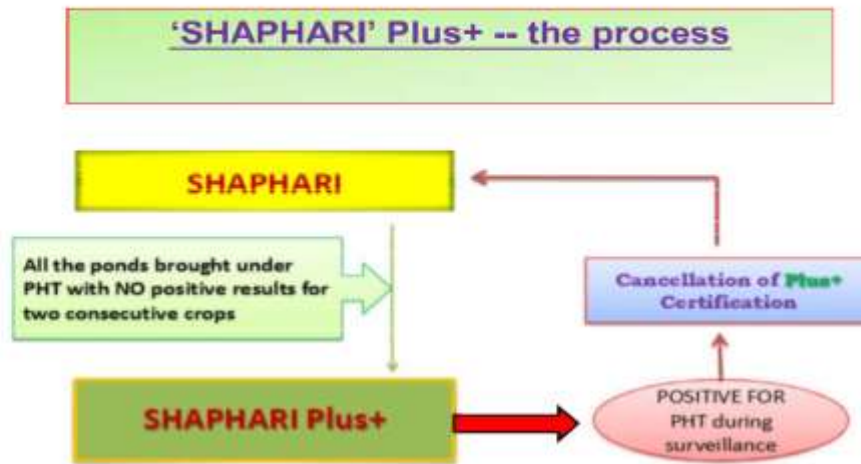 ‘SHAPHARI’ Plus+ -- the process
SHAPHARI
All the ponds brought under
PHT with NO positive results for
two consecutive crops
Cancellation of Plus+
Certification
SHAPHARI Plus+
POSITIVE FOR
PHT during
surveillance